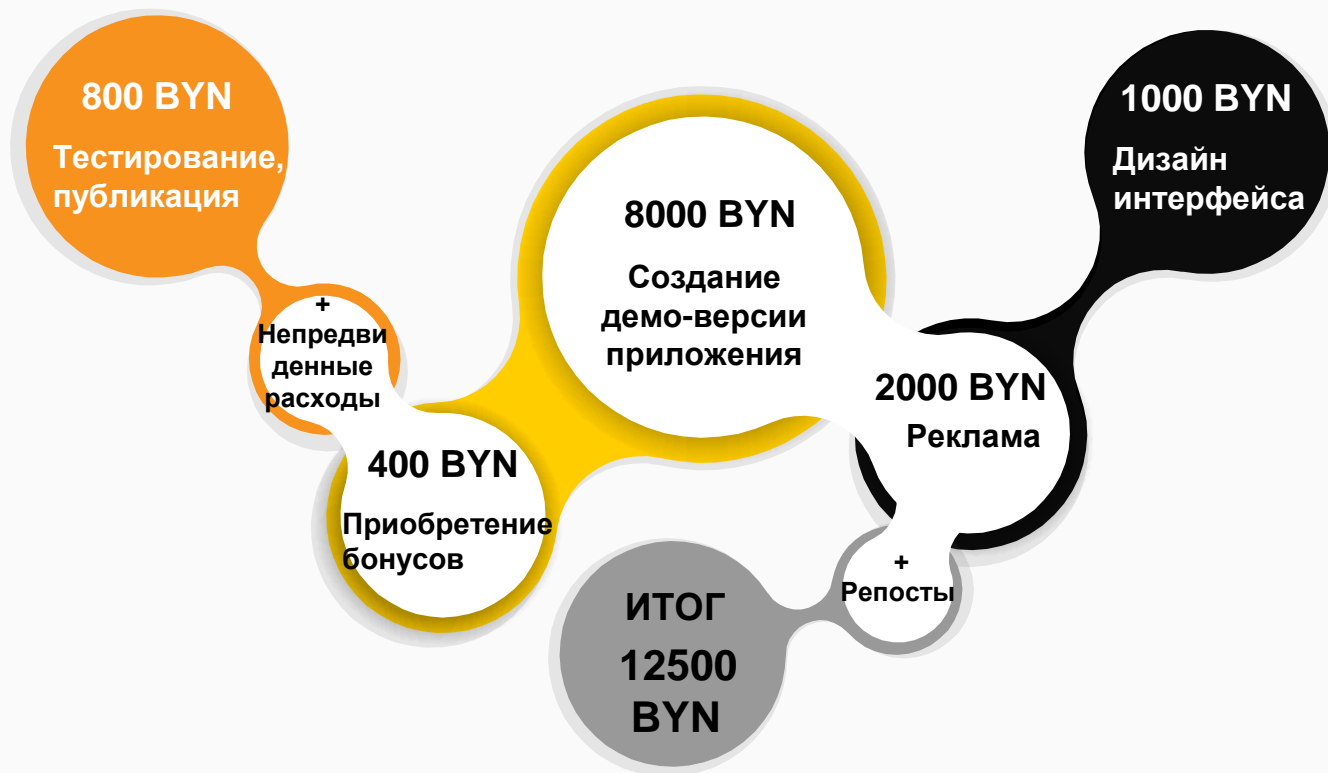 800 BYN
Тестирование,
публикация
+
Непредви
денные
расходы
400 BYN
Приобретение
бонусов
8000 BYN
Создание
демо-версии
приложения
2000 BYN
Реклама
1000 BYN
Дизайн
интерфейса
+
Репосты
ИТОГ
12500
BYN